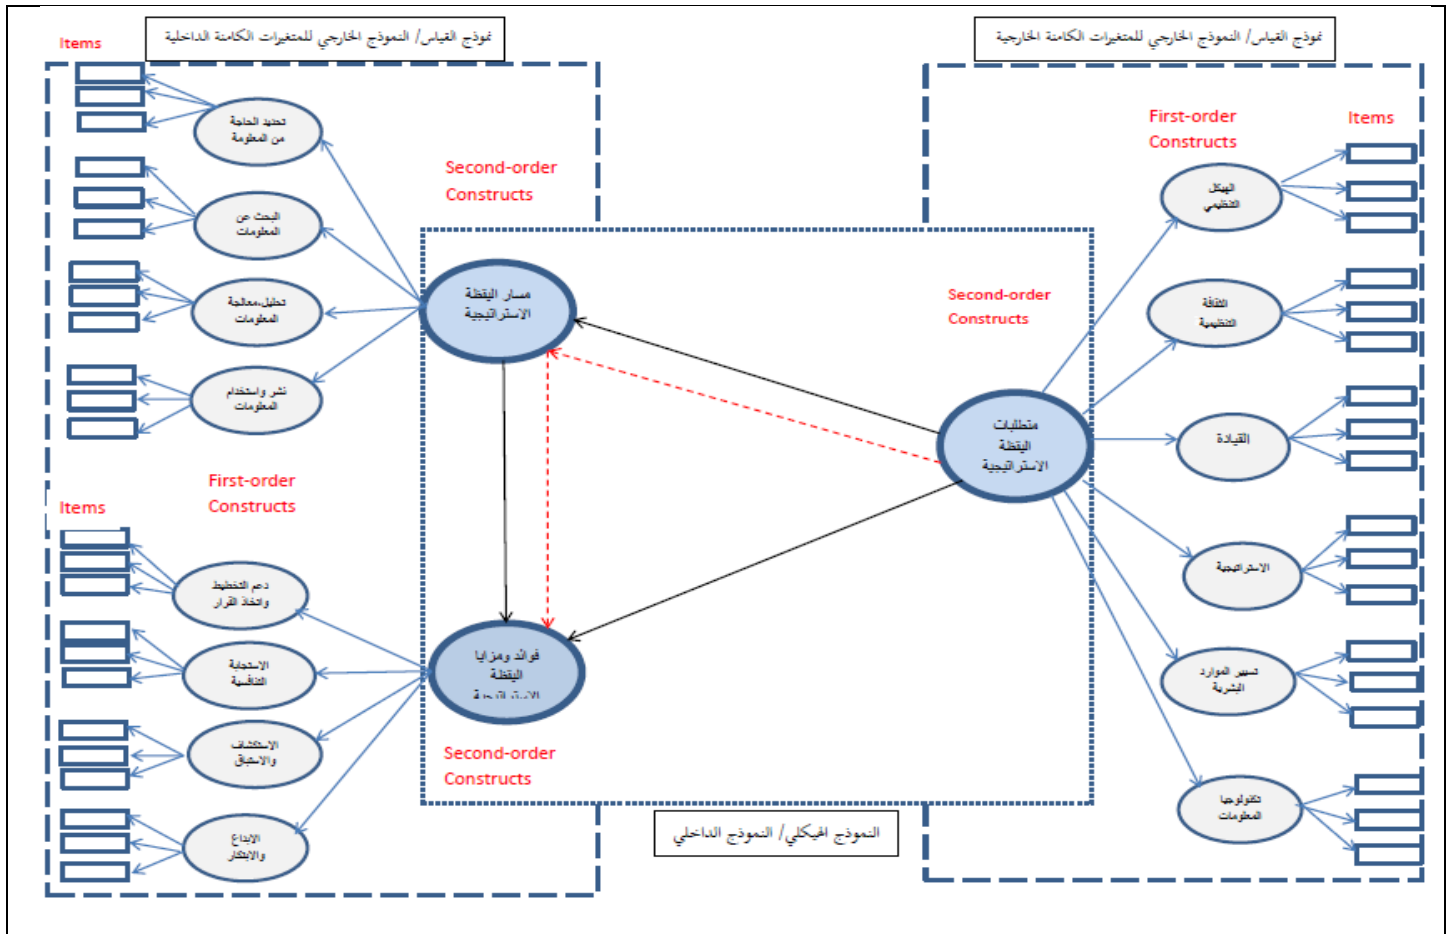 نموذج القياس/ النموذج الخارجي للمتغيرات الكامنة الخارجية
نموذج القياس/ النموذج الخارجي للمتغيرات الكامنة الداخلية
Items
تحديد الحاجة
من المعلومة
Second-order
Constructs
البحث عن
المعلومات
تحليل،معالجة
المعلومات
نشر واستخدام
المعلومات
مسار اليقظة
الاستراتيجية
First-order
Constructs
Items
الهيكل
التنظيمي
الثقافة
التنظيمية
Second-order
Constructs
متطلبات
اليقظة
الاستراتيجية
القيادة
الاستراتيجية
تسيير الموارد
البشرية
تكنولوجيا
المعلومات
First-order
Constructs
Items
دعم التخطيط
واتخاذ القرار
الاستجابة
التنافسية
الاستكشاف
والاستباق
الابداع
والابتكار
فوائد ومزايا
اليقظة
الاستراتيجية
Second-order
Constructs
النموذج الهيكلي/ النموذج الداخلي